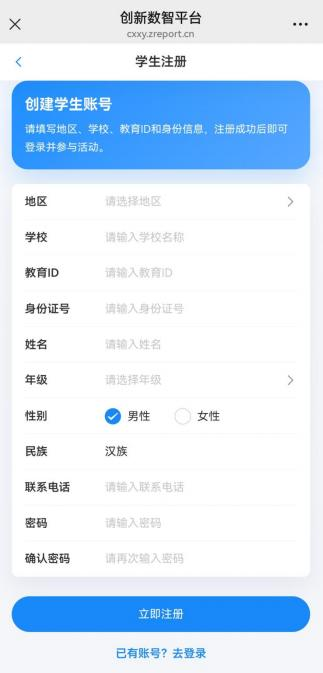 创新数智平台
cxxy.zreport.cn
学生注册
创建学生账号
请填写地区、学校、教育ID和身份信息，注册成功后即可
登录并参与活动。
地区 请选择地区
学校 请输入学校名称
教育ID 请输入教育ID
身份证号 请输入身份证号
姓名 请输入姓名
年级 请选择年级
性别 男性 女性
民族 汉族
联系电话 请输入联系电话
密码 请输入密码
确认密码 请再次输入密码
立即注册
已有账号？去登录